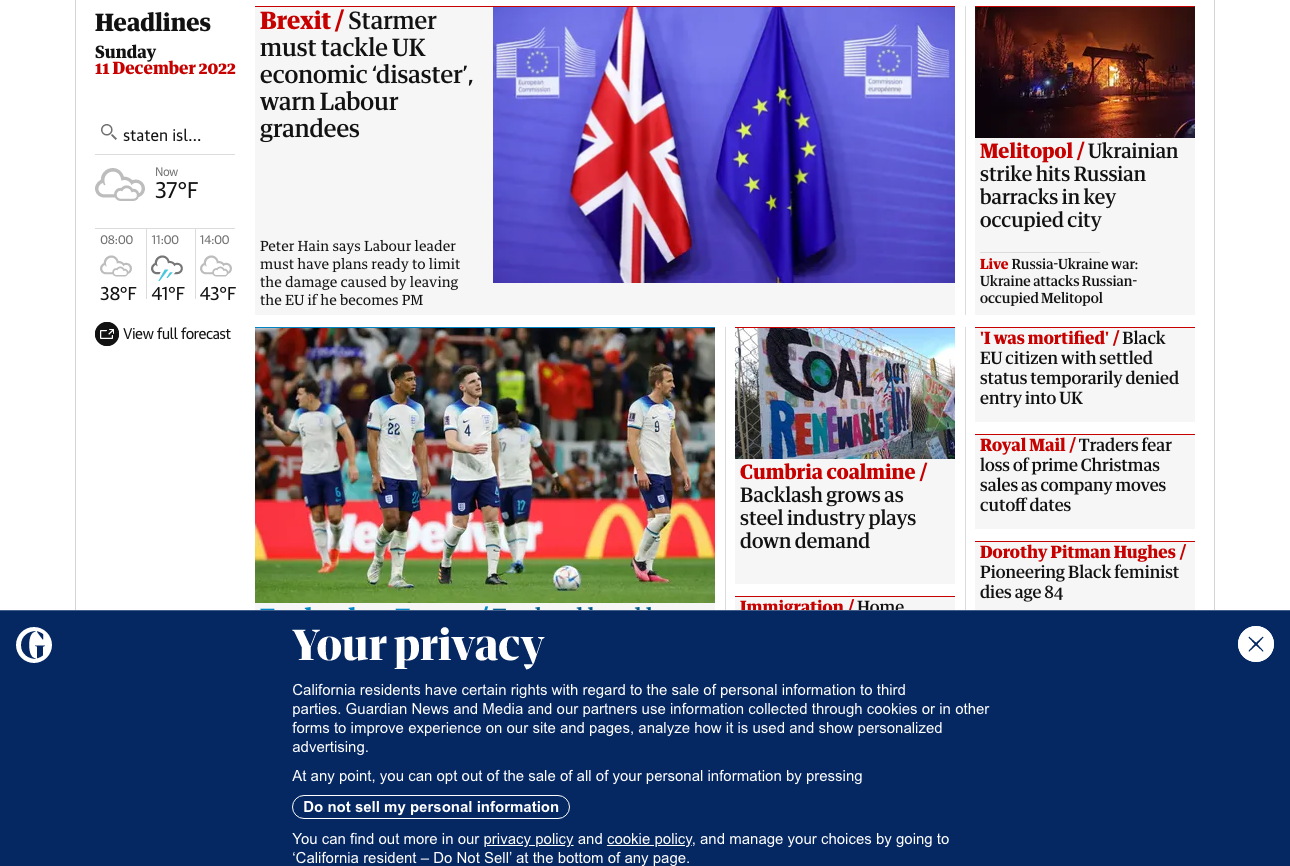 Headlines
Sunday
11 December 2022
staten isl...
Now
37°F
08:00
11:00
14:00
38°F
41°F
43°F
View full forecast
Brexit / Starmer
must tackle UK
economic ‘disaster’,
warn Labour
grandees
Peter Hain says Labour leader
must have plans ready to limit
the damage caused by leaving
the EU if he becomes PM
European
Commission
Commission
européenne
Melitopol / Ukrainian
strike hits Russian
barracks in key
occupied city
Live Russia-Ukraine war:
Ukraine attacks Russian-
occupied Melitopol
22
4
9
17
COAL OUT
RENEWABLES IN!
Cumbria coalmine /
Backlash grows as
steel industry plays
down demand
Immigration / Home
'I was mortified' / Black
EU citizen with settled
status temporarily denied
entry into UK
Royal Mail / Traders fear
loss of prime Christmas
sales as company moves
cutoff dates
Dorothy Pitman Hughes /
Pioneering Black feminist
dies age 84
G
Your privacy
California residents have certain rights with regard to the sale of personal information to third
parties. Guardian News and Media and our partners use information collected through cookies or in other
forms to improve experience on our site and pages, analyze how it is used and show personalized
advertising.
At any point, you can opt out of the sale of all of your personal information by pressing
Do not sell my personal information
You can find out more in our privacy policy and cookie policy, and manage your choices by going to
‘California resident – Do Not Sell’ at the bottom of any page.